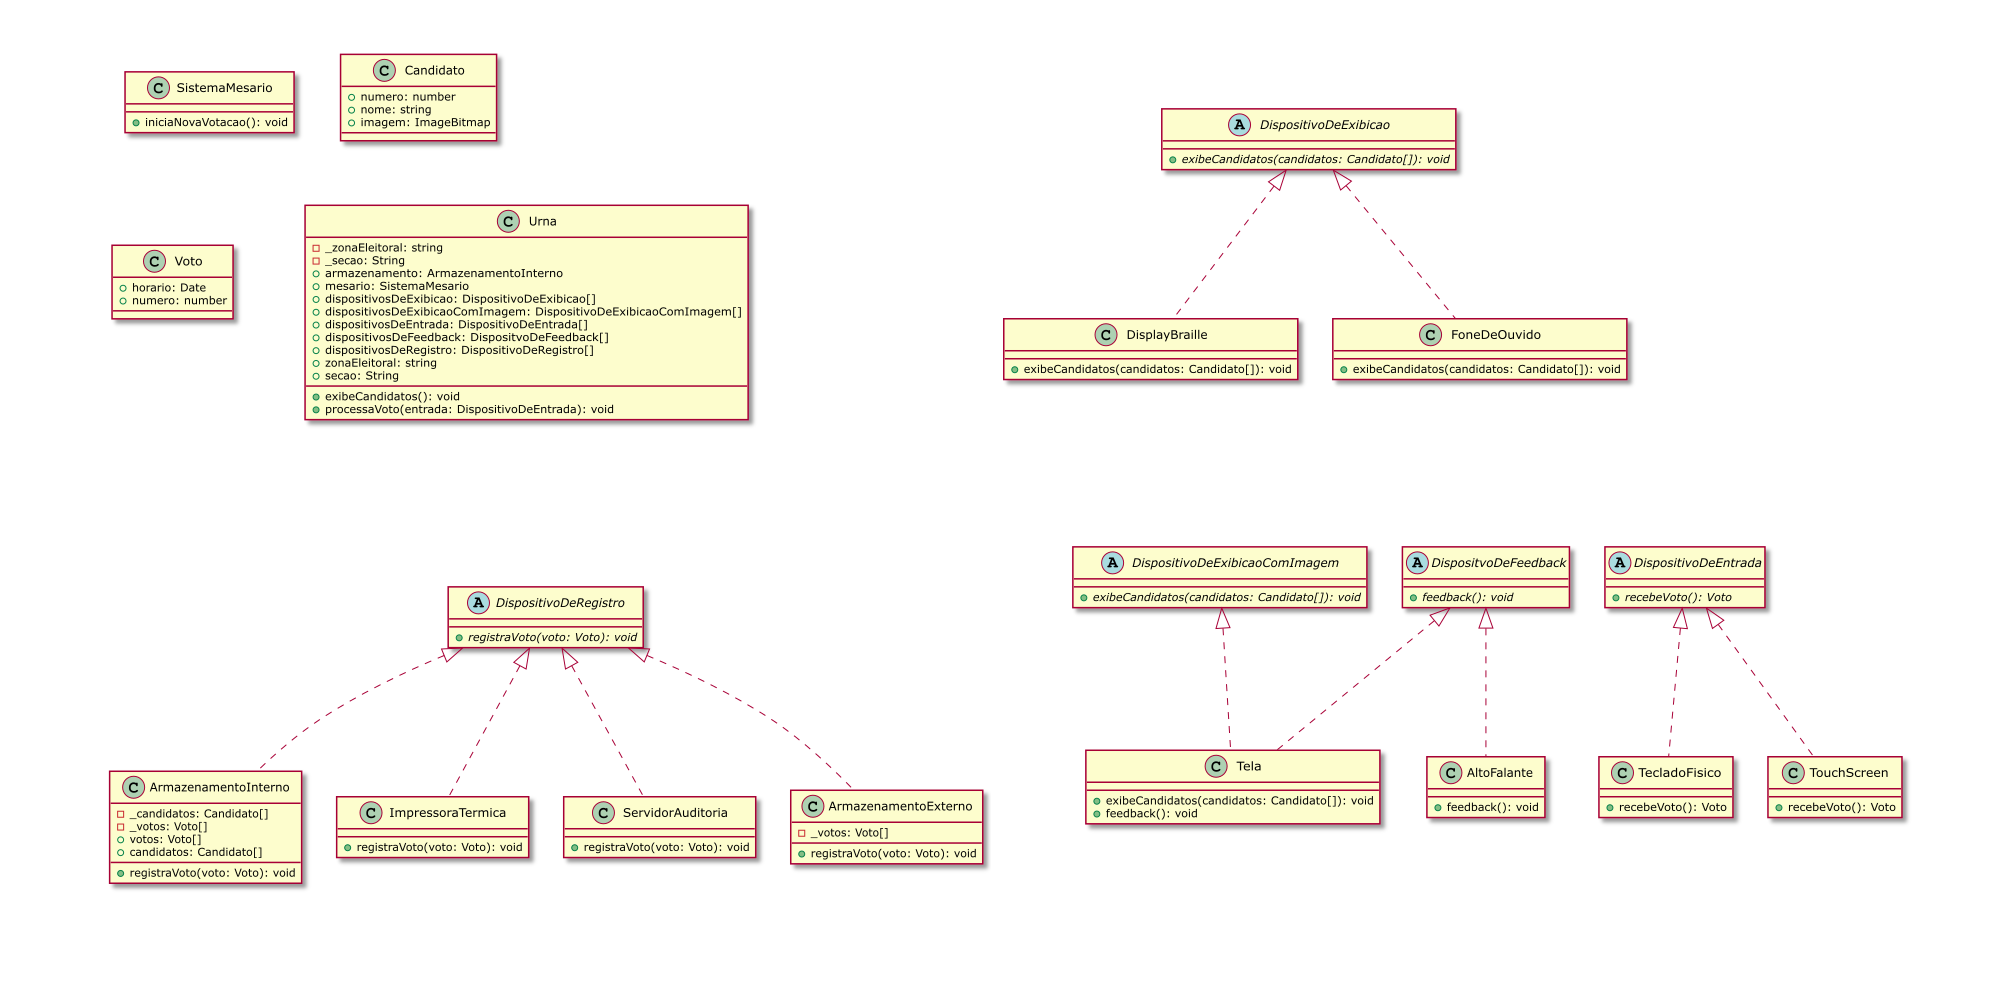 C SistemaMesario
iniciaNovaVotacao(): void
C Candidato
numero: number
nome: string
imagem: ImageBitmap
A DispositivoDeExibicao
exibeCandidatos(candidatos: Candidato[]): void
C Voto
horario: Date
numero: number
C Urna
_zonaEleitoral: string
_secao: String
armazenamento: ArmazenamentoInterno
mesario: SistemaMesario
dispositivosDeExibicao: DispositivoDeExibicao[]
dispositivosDeExibicaoComImagem: DispositivoDeExibicaoComImagem[]
dispositivosDeEntrada: DispositivoDeEntrada[]
dispositivosDeFeedback: DispositvoDeFeedback[]
dispositivosDeRegistro: DispositivoDeRegistro[]
zonaEleitoral: string
secao: String
exibeCandidatos(): void
processaVoto(entrada: DispositivoDeEntrada): void
C DisplayBraille
exibeCandidatos(candidatos: Candidato[]): void
C FoneDeOuvido
exibeCandidatos(candidatos: Candidato[]): void
A DispositivoDeRegistro
registraVoto(voto: Voto): void
A DispositivoDeExibicaoComImagem
exibeCandidatos(candidatos: Candidato[]): void
A DispositvoDeFeedback
feedback(): void
A DispositivoDeEntrada
recebeVoto(): Voto
C ArmazenamentoInterno
_candidatos: Candidato[]
_votos: Voto[]
votos: Voto[]
candidatos: Candidato[]
registraVoto(voto: Voto): void
C ImpressoraTermica
registraVoto(voto: Voto): void
C ServidorAuditoria
registraVoto(voto: Voto): void
C ArmazenamentoExterno
_votos: Voto[]
registraVoto(voto: Voto): void
C Tela
exibeCandidatos(candidatos: Candidato[]): void
feedback(): void
C AltoFalante
feedback(): void
C TecladoFisico
recebeVoto(): Voto
C TouchScreen
recebeVoto(): Voto